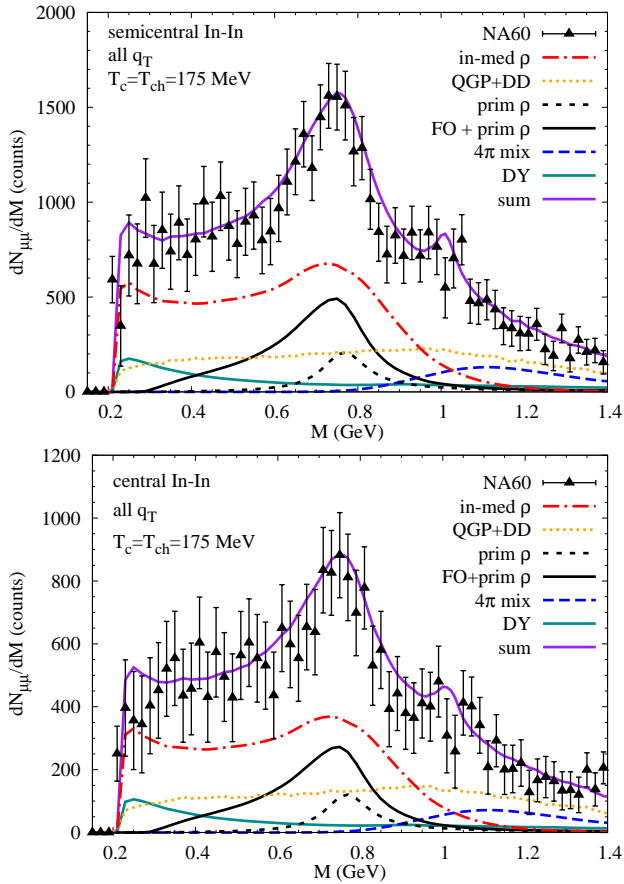 2000
1500
1000
500
0
dN_μμ/dM (counts)
semicentral In-In
all q_T
T_c=T_ch=175 MeV
NA60
in-med ρ
QGP+DD
prim ρ
FO + prim ρ
4π mix
DY
sum
0.2 0.4 0.6 0.8 1 1.2 1.4
M (GeV)
1200
1000
800
600
400
200
0
dN_μμ/dM (counts)
central In-In
all q_T
T_c=T_ch=175 MeV
NA60
in-med ρ
QGP+DD
prim ρ
FO+prim ρ
4π mix
DY
sum
0.2 0.4 0.6 0.8 1 1.2 1.4
M (GeV)